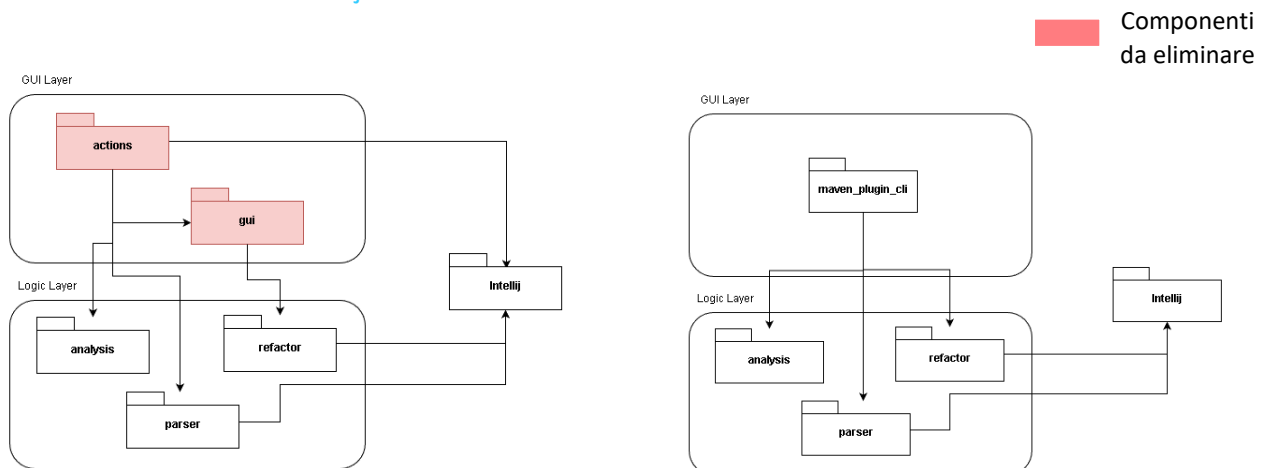 Componenti
da eliminare
GUI Layer
actions
gui
Intellij
Logic Layer
analysis
refactor
parser
GUI Layer
maven_plugin_cli
Intellij
Logic Layer
analysis
refactor
parser